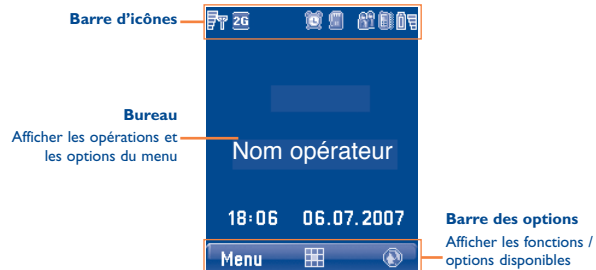 Barre d’icônes
2G
Bureau
Afficher les opérations et
les options du menu
Nom opérateur
18:06 06.07.2007
Barre des options
Afficher les fonctions /
options disponibles
Menu